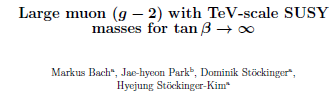 Large muon (g − 2) with TeV-scale SUSY
masses for tan β → ∞
Markus Bachᵃ, Jae-hyeon Parkᵇ, Dominik Stöckingerᵃ,
Hyejung Stöckinger-Kimᵃ